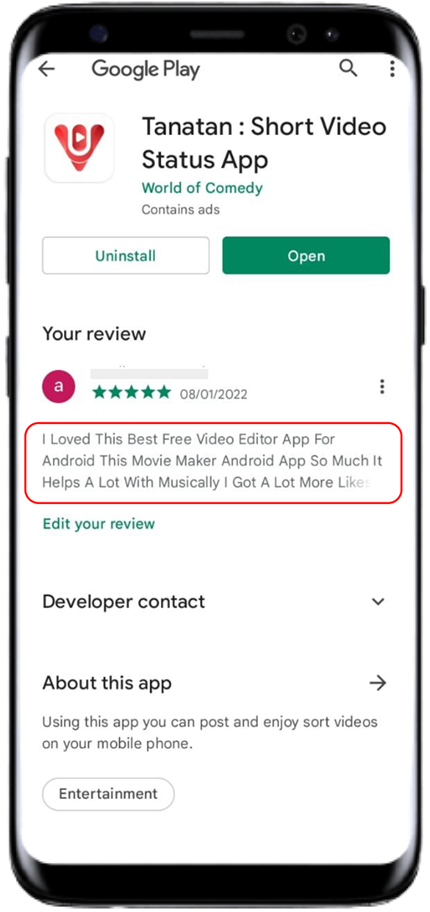 Google Play
Tanatan : Short Video
Status App
World of Comedy
Contains ads
Uninstall
Open
Your review
a
08/01/2022
I Loved This Best Free Video Editor App For
Android This Movie Maker Android App So Much It
Helps A Lot With Musically I Got A Lot More Likes
Edit your review
Developer contact
About this app
Using this app you can post and enjoy sort videos
on your mobile phone.
Entertainment